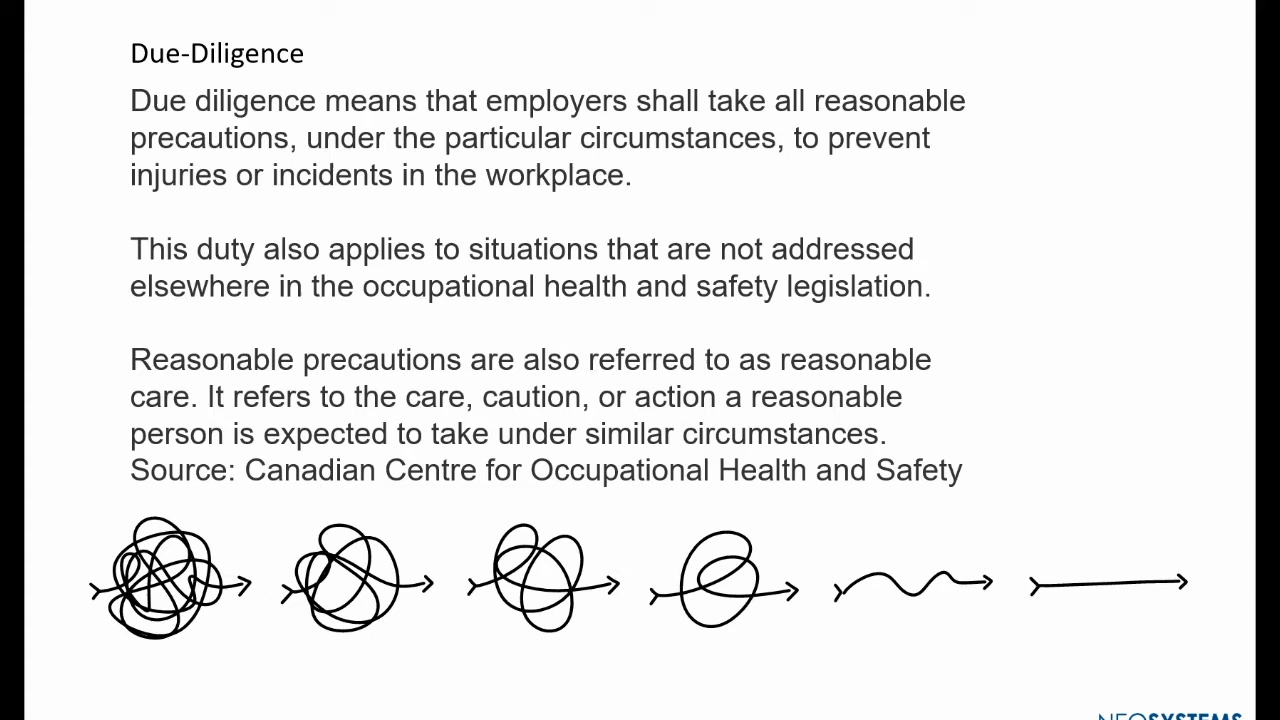 Due-Diligence
Due diligence means that employers shall take all reasonable
precautions, under the particular circumstances, to prevent
injuries or incidents in the workplace.
This duty also applies to situations that are not addressed
elsewhere in the occupational health and safety legislation.
Reasonable precautions are also referred to as reasonable
care. It refers to the care, caution, or action a reasonable
person is expected to take under similar circumstances.
Source: Canadian Centre for Occupational Health and Safety
NEOSYSTEMS